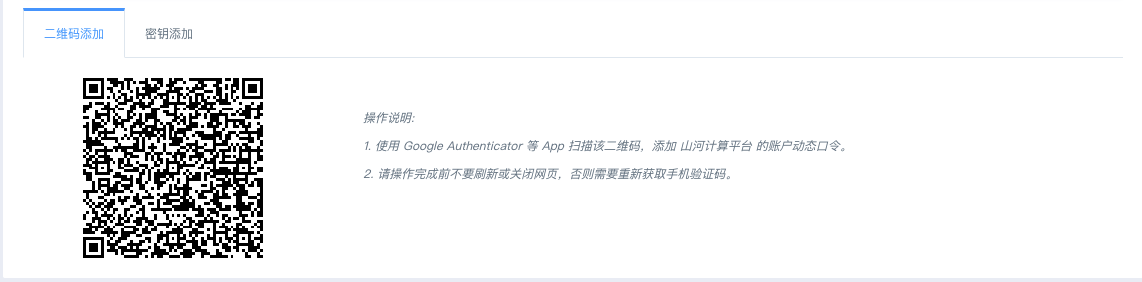 二维码添加
密钥添加
操作说明:
1. 使用 Google Authenticator 等 App 扫描该二维码，添加 山河计算平台 的账户动态口令。
2. 请操作完成前不要刷新或关闭网页，否则需要重新获取手机验证码。